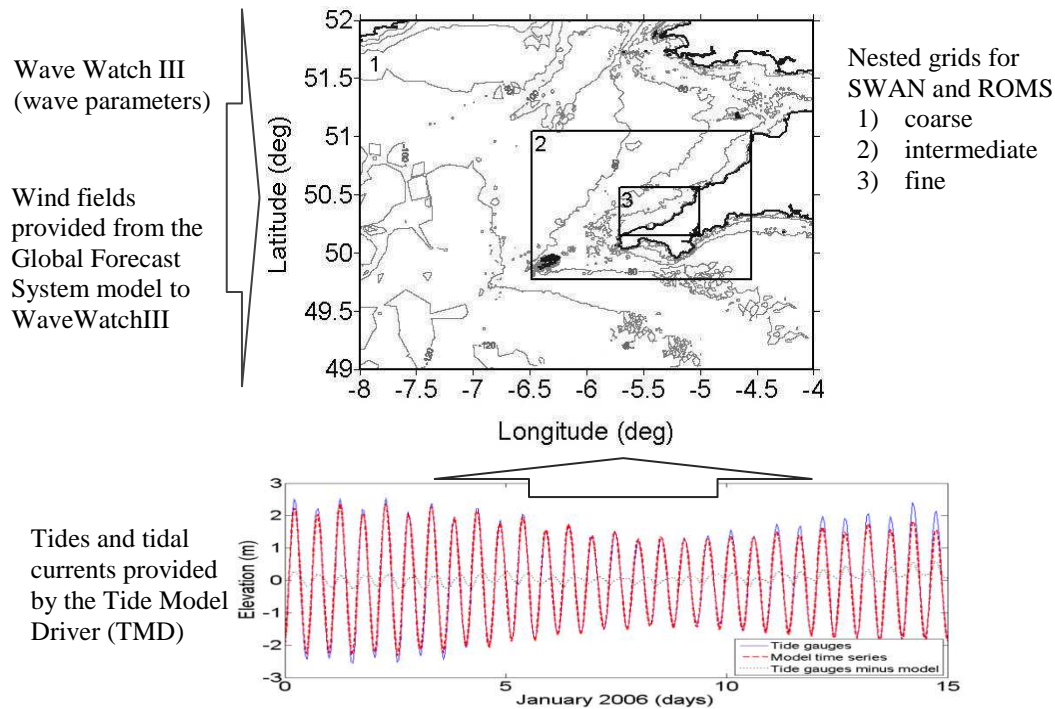 Wave Watch III
(wave parameters)
Wind fields
provided from the
Global Forecast
System model to
WaveWatchIII
52
51.5
51
50.5
50
49.5
49
Latitude (deg)
1
2
3
-8
-7.5
-7
-6.5
-6
-5.5
-5
-4.5
-4
Longitude (deg)
Nested grids for
SWAN and ROMS
1) coarse
2) intermediate
3) fine
Tides and tidal
currents provided
by the Tide Model
Driver (TMD)
3
2
1
0
-1
-2
-3
Elevation (m)
Tide gauges
Model time series
Tide gauges minus model
0
5
10
15
January 2006 (days)